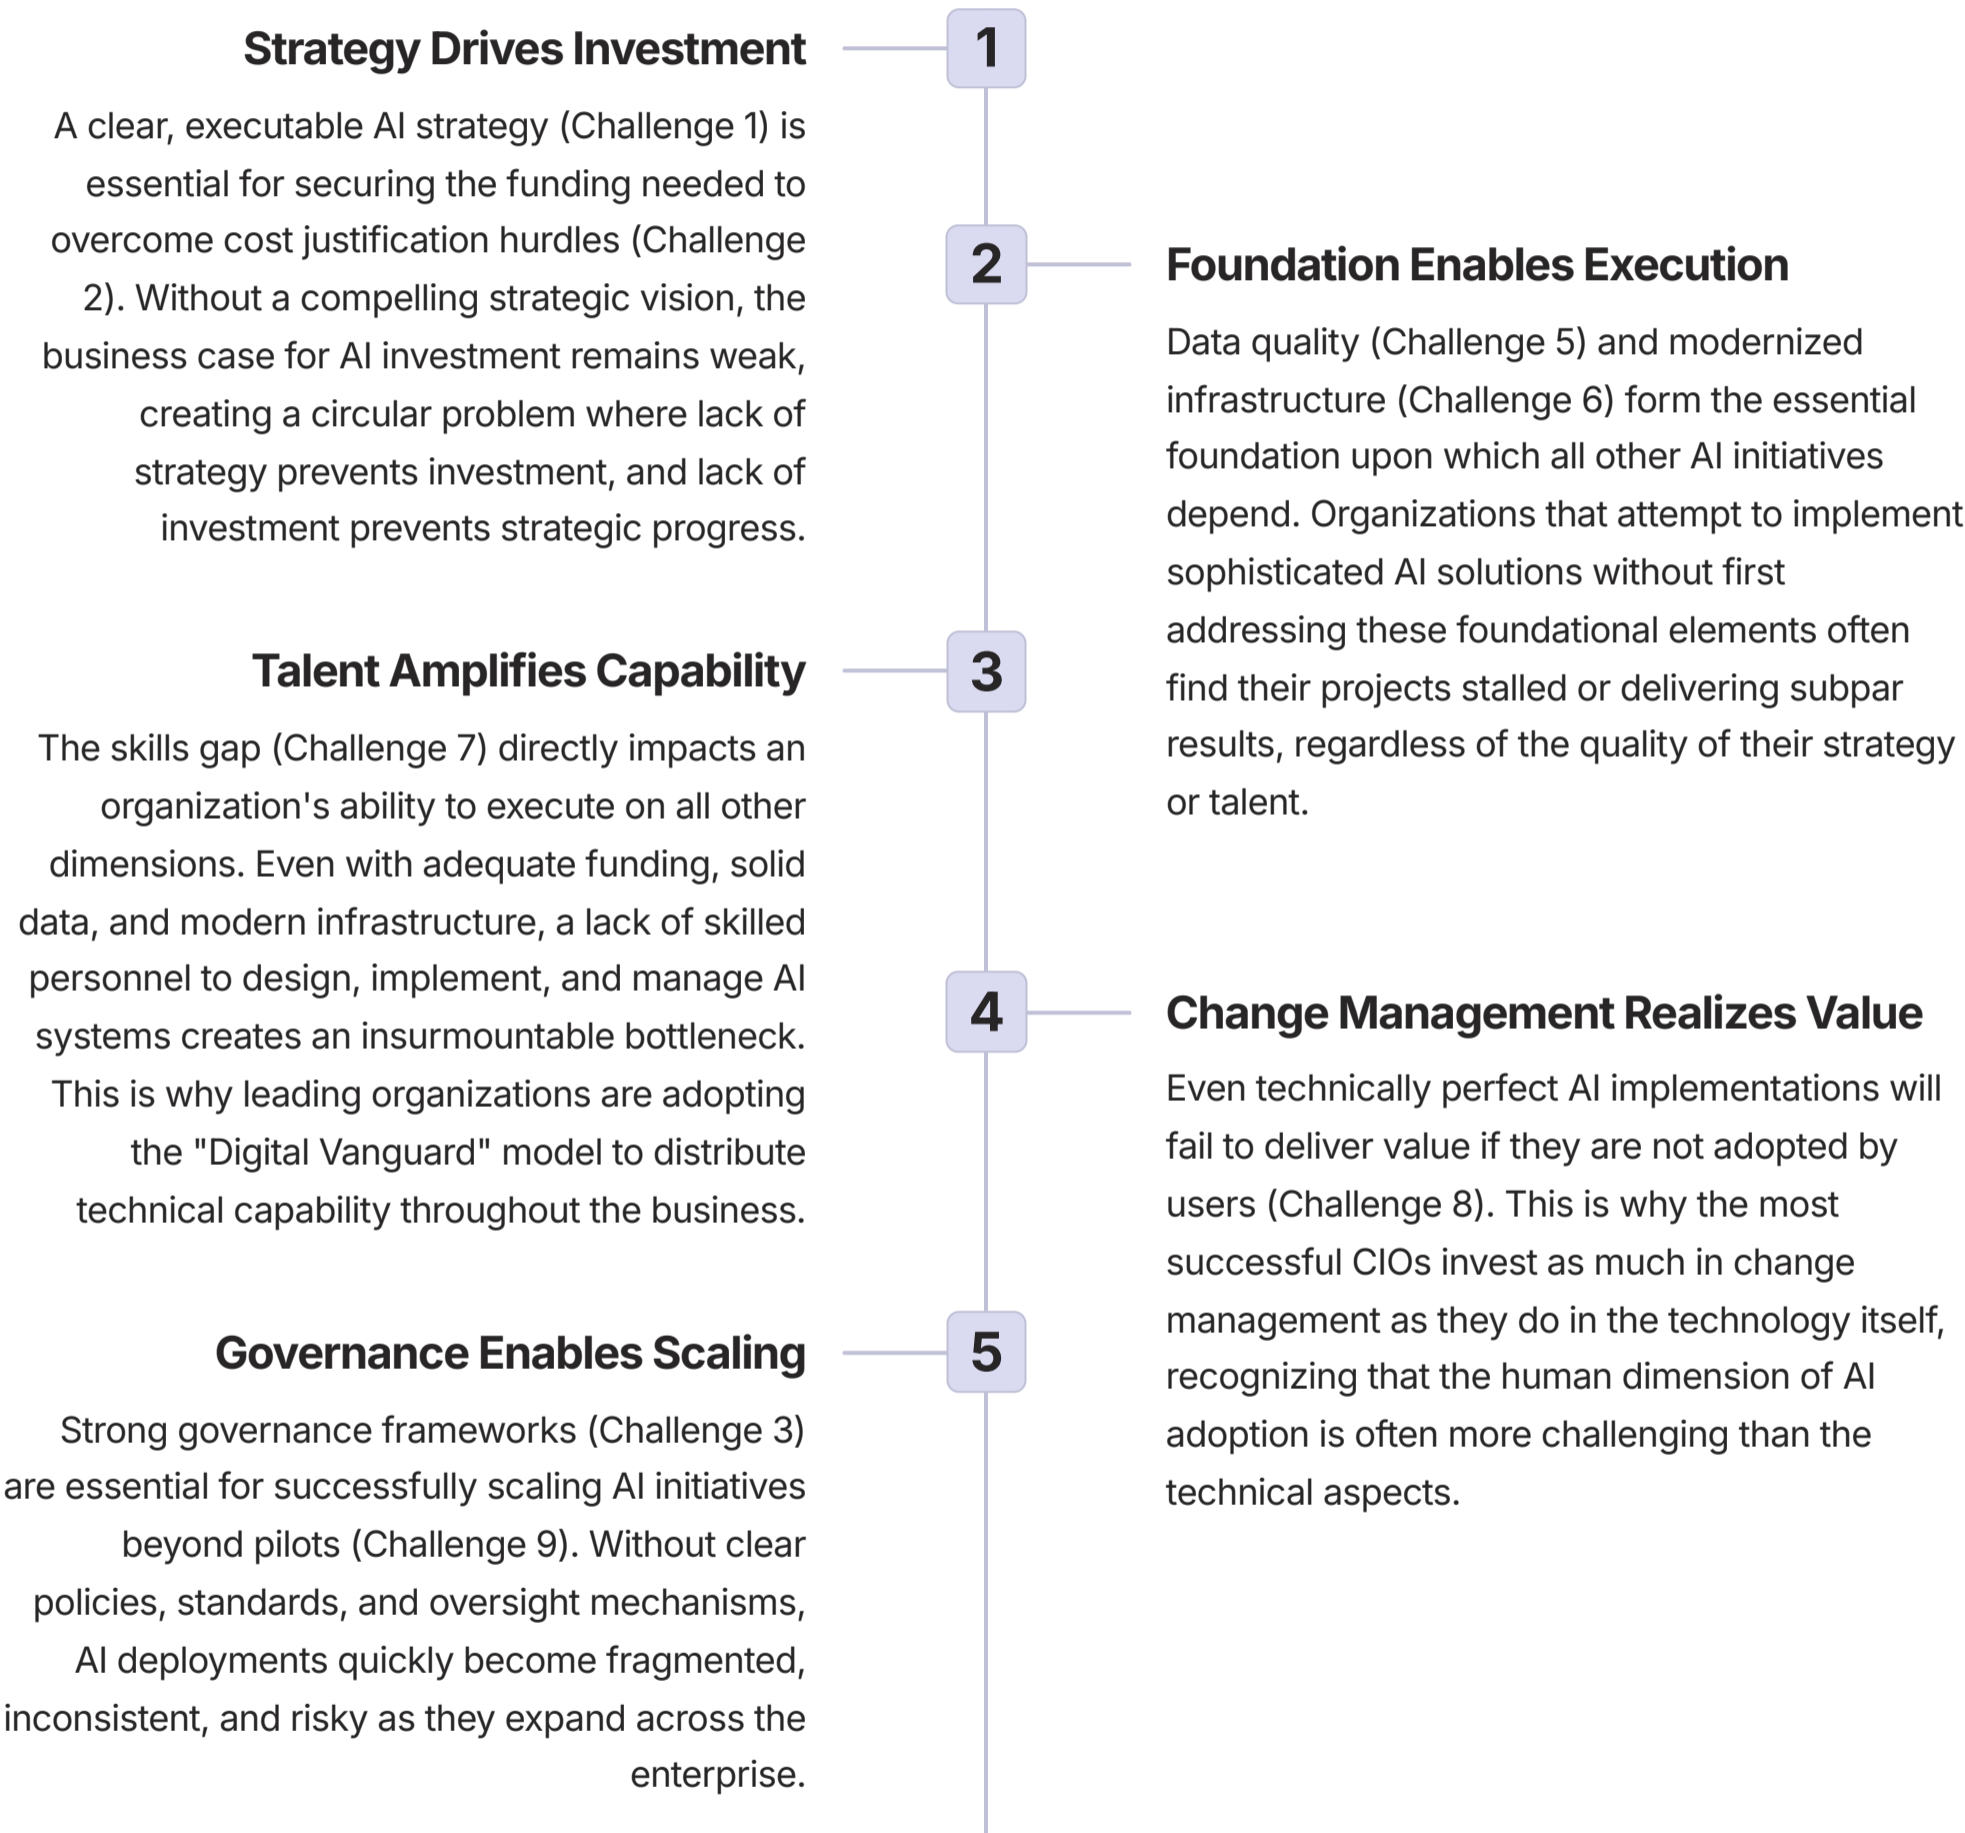 Strategy Drives Investment
1
A clear, executable AI strategy (Challenge 1) is
essential for securing the funding needed to
overcome cost justification hurdles (Challenge
2). Without a compelling strategic vision, the
business case for AI investment remains weak,
creating a circular problem where lack of
strategy prevents investment, and lack of
investment prevents strategic progress.
2
Foundation Enables Execution
Data quality (Challenge 5) and modernized
infrastructure (Challenge 6) form the essential
foundation upon which all other AI initiatives
depend. Organizations that attempt to implement
sophisticated AI solutions without first
addressing these foundational elements often
find their projects stalled or delivering subpar
results, regardless of the quality of their strategy
or talent.
Talent Amplifies Capability
3
The skills gap (Challenge 7) directly impacts an
organization's ability to execute on all other
dimensions. Even with adequate funding, solid
data, and modern infrastructure, a lack of skilled
personnel to design, implement, and manage AI
systems creates an insurmountable bottleneck.
This is why leading organizations are adopting
the "Digital Vanguard" model to distribute
technical capability throughout the business.
4
Change Management Realizes Value
Even technically perfect AI implementations will
fail to deliver value if they are not adopted by
users (Challenge 8). This is why the most
successful CIOs invest as much in change
management as they do in the technology itself,
recognizing that the human dimension of AI
adoption is often more challenging than the
technical aspects.
Governance Enables Scaling
5
Strong governance frameworks (Challenge 3)
are essential for successfully scaling AI initiatives
beyond pilots (Challenge 9). Without clear
policies, standards, and oversight mechanisms,
AI deployments quickly become fragmented,
inconsistent, and risky as they expand across the
enterprise.